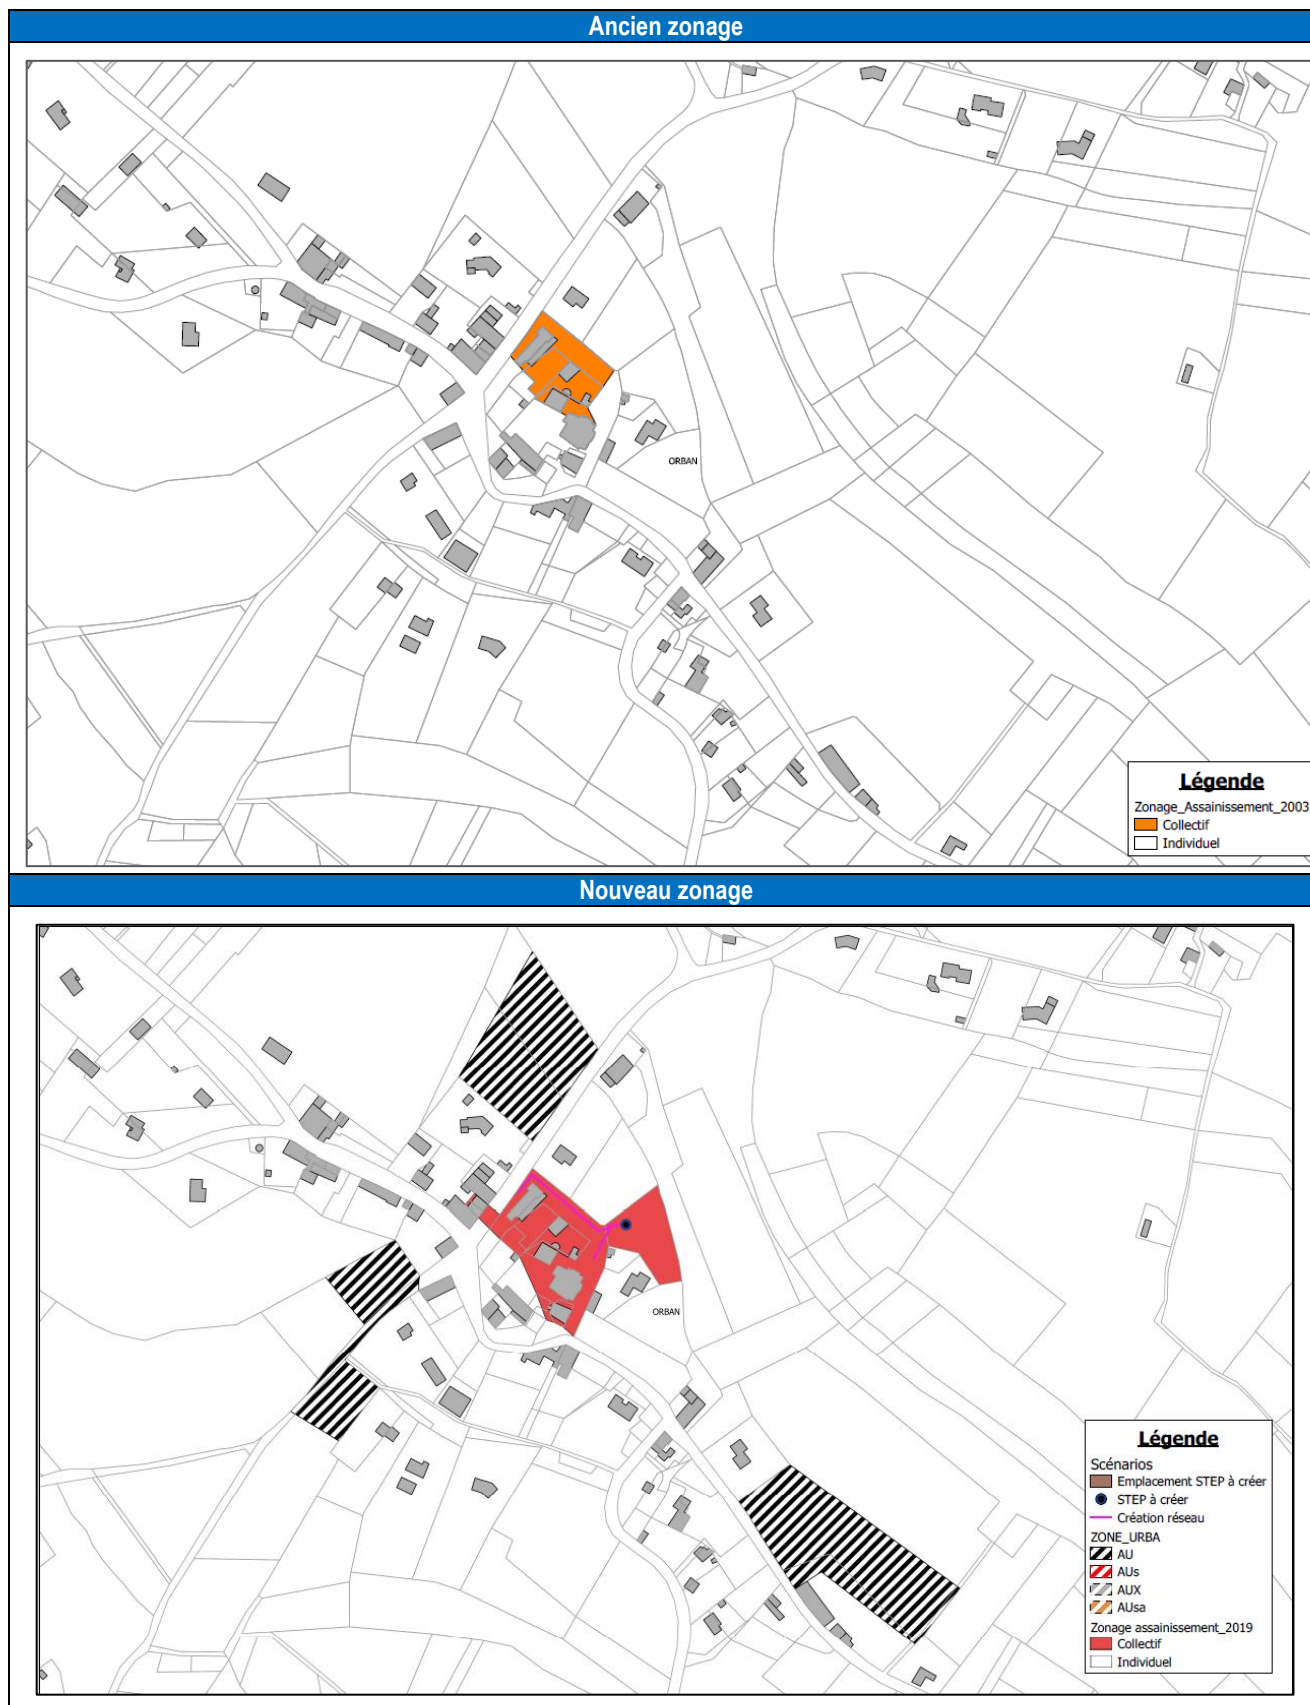 Ancien zonage
ORBAN
Légende
Zonage_Assainissement_2003
Collectif
Individuel
Nouveau zonage
ORBAN
Légende
Scénarios
Emplacement STEP à créer
STEP à créer
Création réseau
ZONE_URBA
AU
AUs
AUX
AUsa
Zonage assainissement_2019
Collectif
Individuel